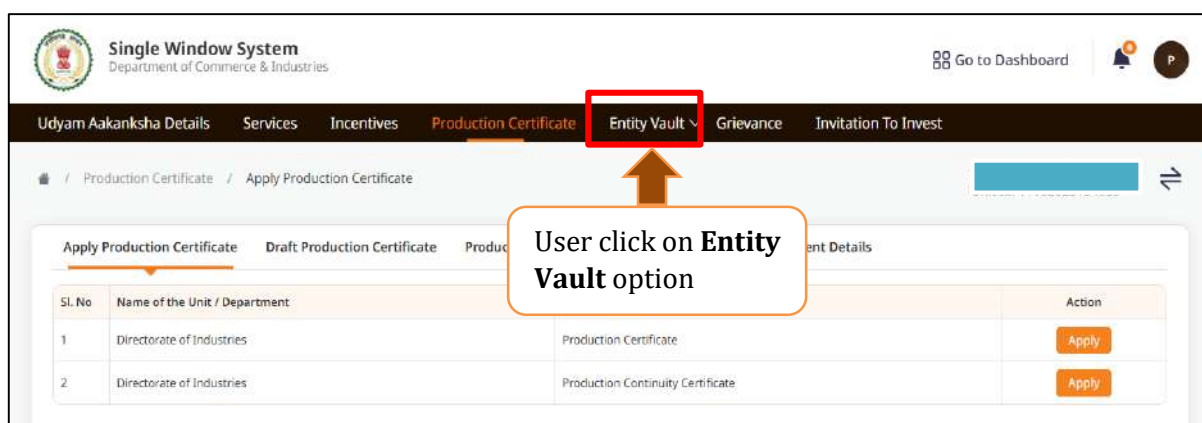 Single Window System
Department of Commerce & Industries
Go to Dashboard
P
Udyam Aakanksha Details Services Incentives Production Certificate Entity Vault Grievance Invitation To Invest
/ Production Certificate / Apply Production Certificate
Apply Production Certificate Draft Production Certificate Produc ent Details
User click on Entity
Vault option
Sl. No Name of the Unit / Department Action
1 Directorate of Industries Production Certificate Apply
2 Directorate of Industries Production Continuity Certificate Apply